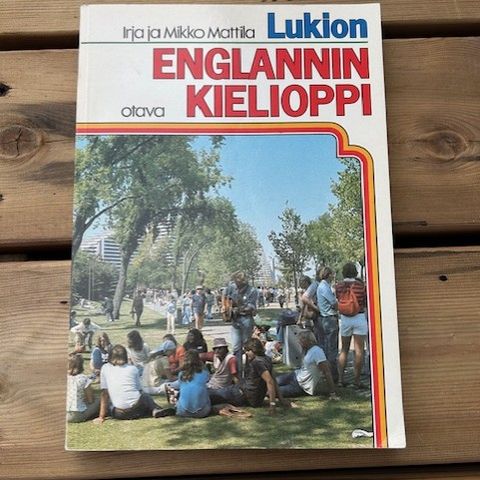 Irja ja Mikko Mattila Lukion
ENGLANNIN
otava KIELIOPPI